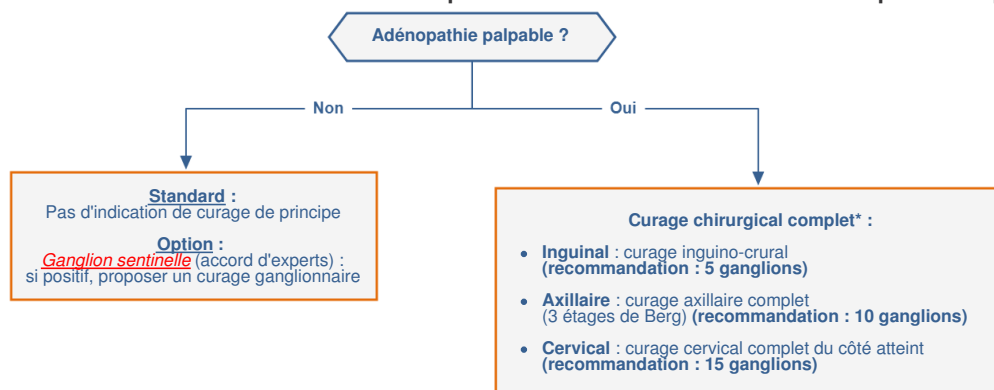 Adénopathie palpable ?
Non
Oui
Standard :
Pas d'indication de curage de principe
Option :
Ganglion sentinelle (accord d'experts) :
si positif, proposer un curage ganglionnaire
Curage chirurgical complet* :
• Inguinal : curage inguino-crural
(recommandation : 5 ganglions)
• Axillaire : curage axillaire complet
(3 étages de Berg) (recommandation : 10 ganglions)
• Cervical : curage cervical complet du côté atteint
(recommandation : 15 ganglions)